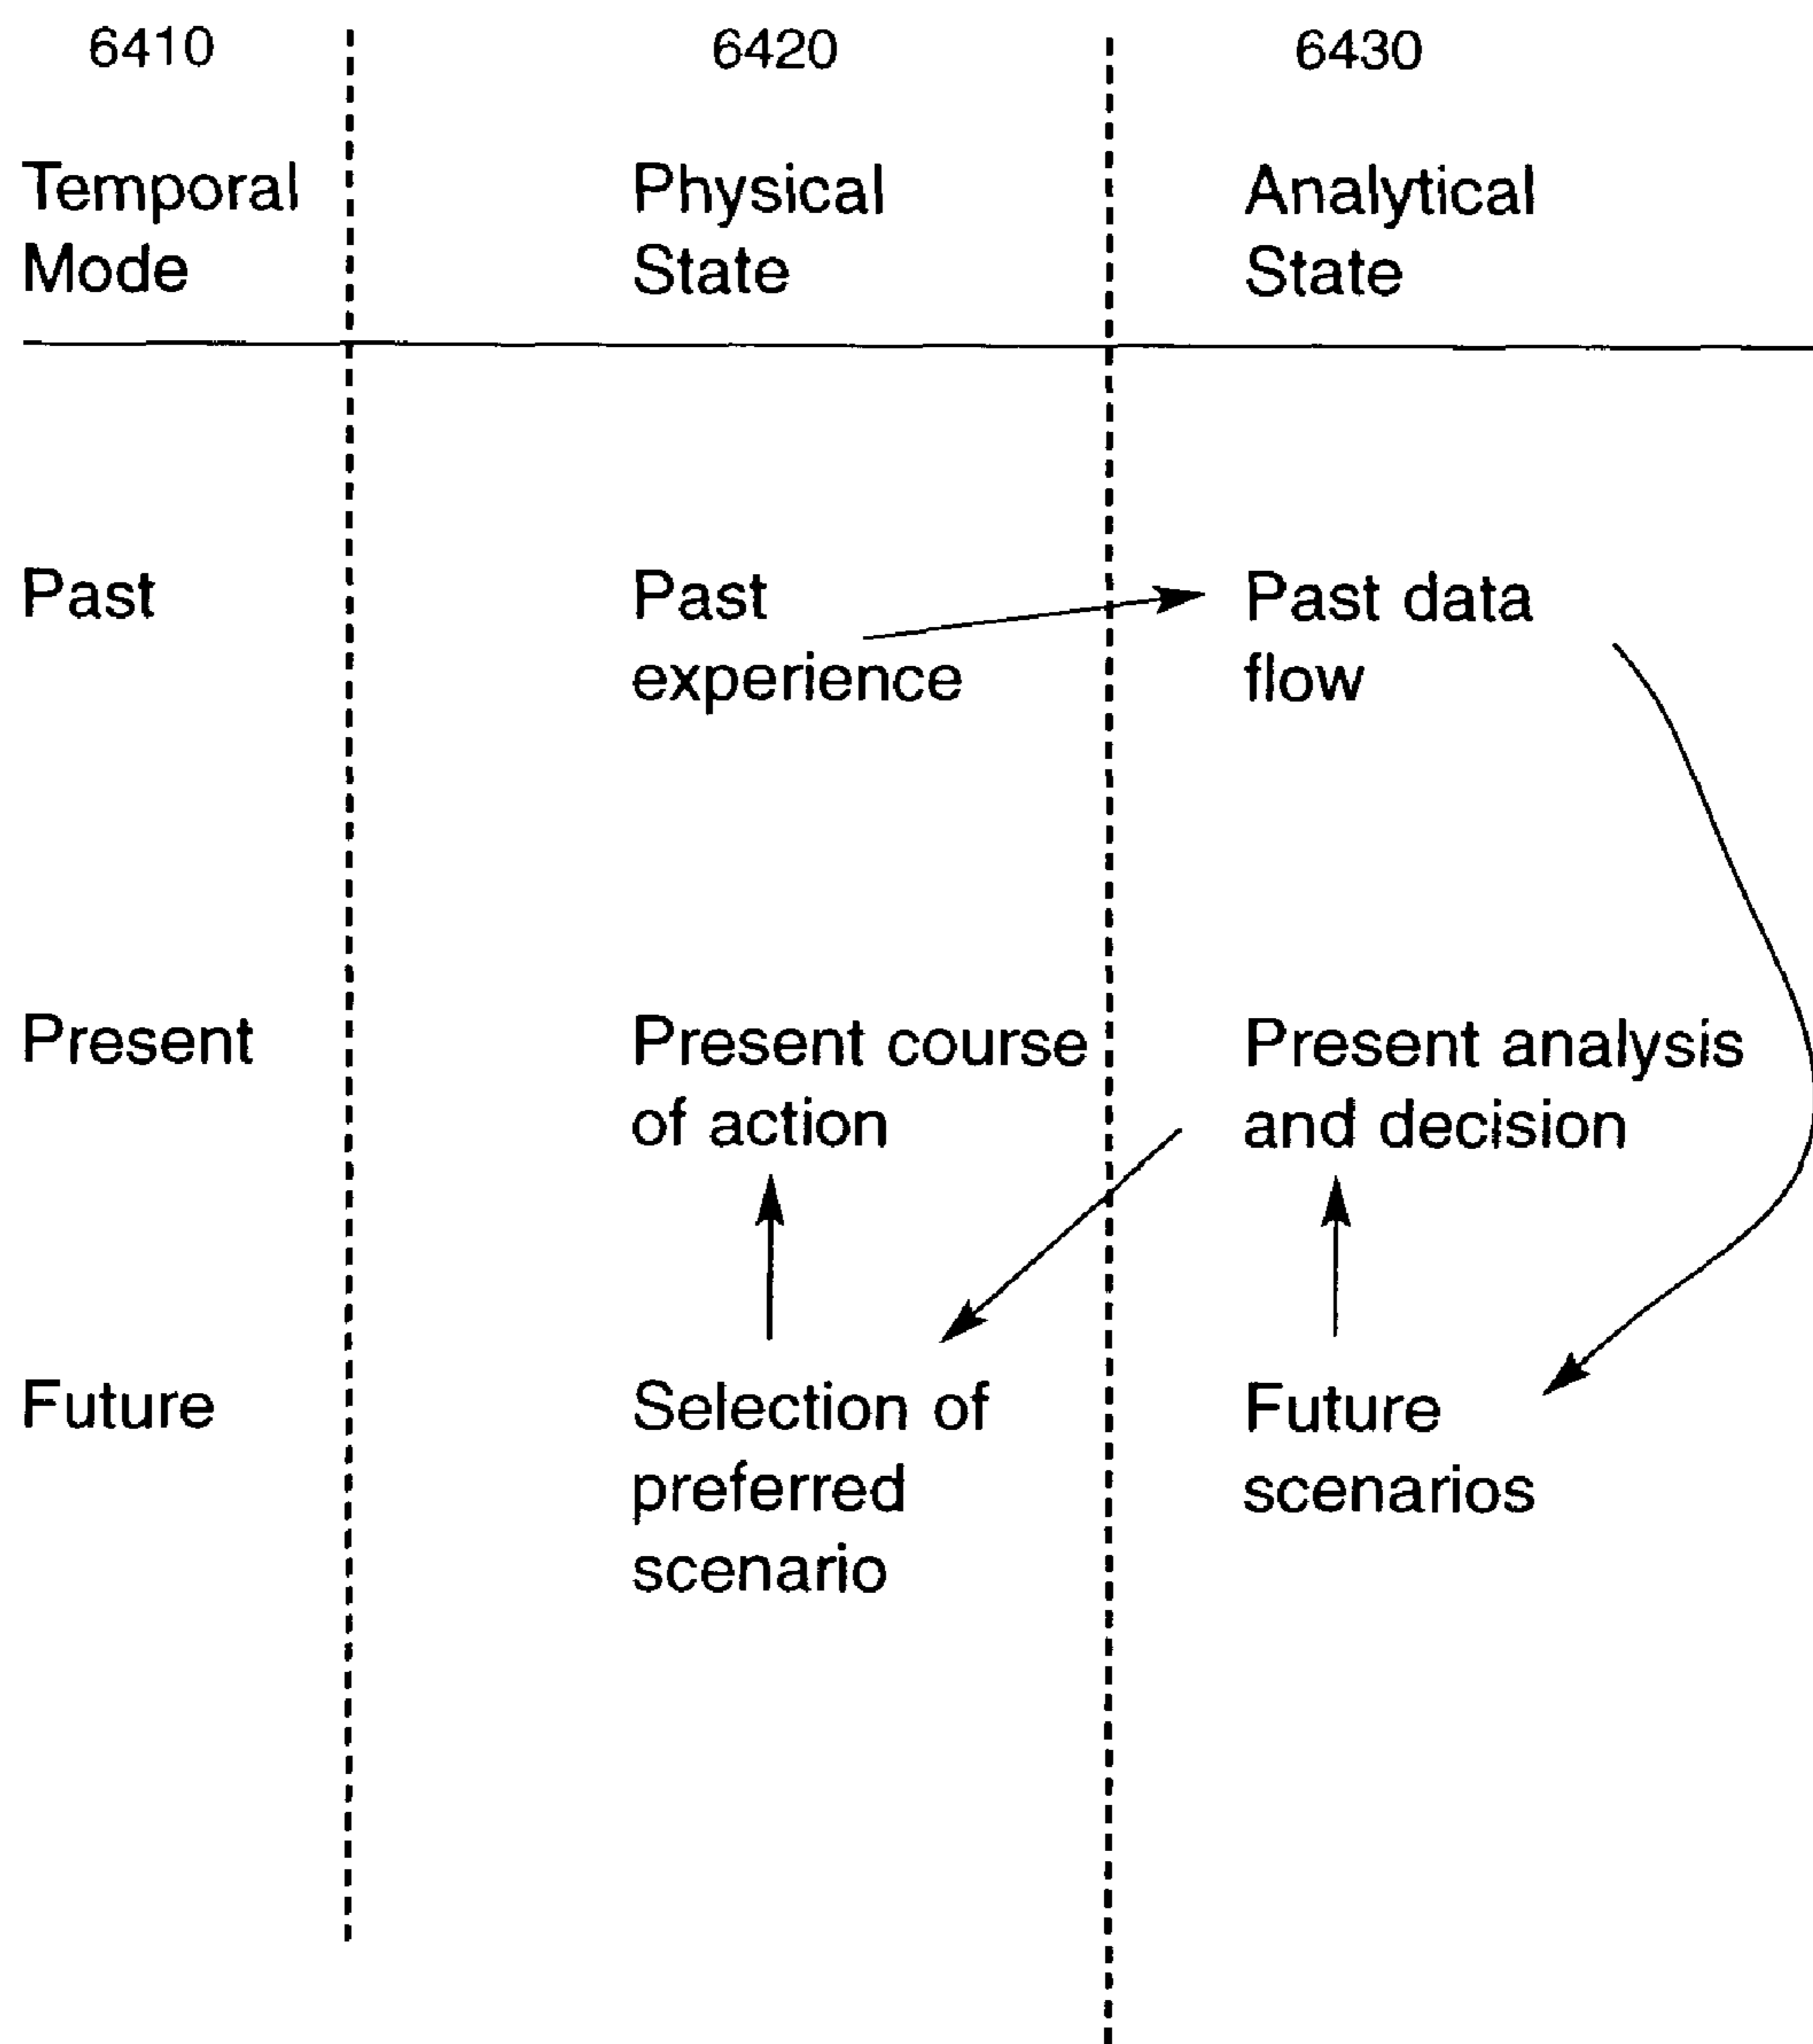 6410 6420 6430
Temporal Physical Analytical
Mode State State
Past Past Past data
experience flow
Present Present course Present analysis
of action and decision
Future Selection of Future
preferred scenarios
scenario